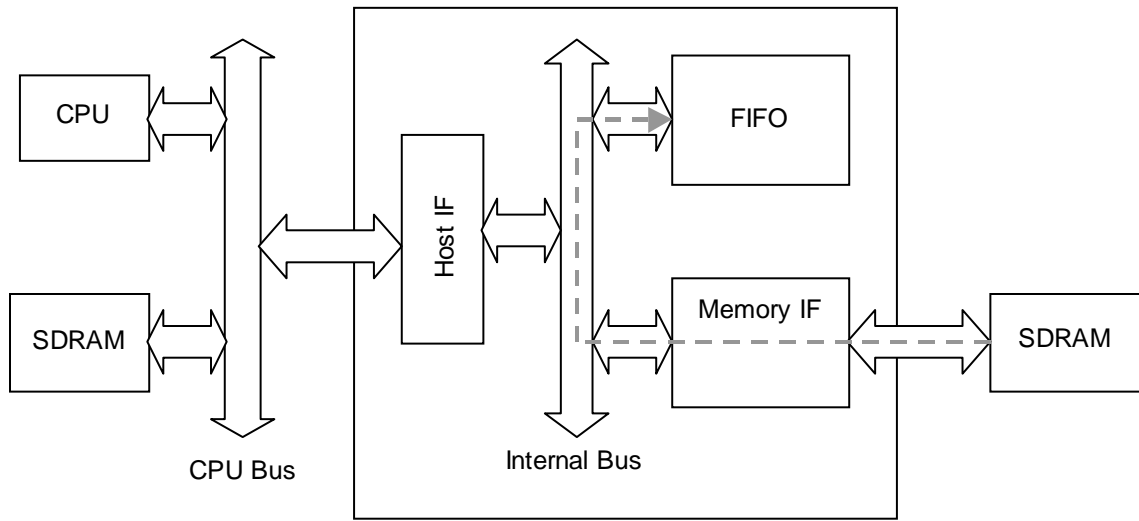 CPU
FIFO
Host IF
Memory IF
SDRAM
SDRAM
CPU Bus
Internal Bus